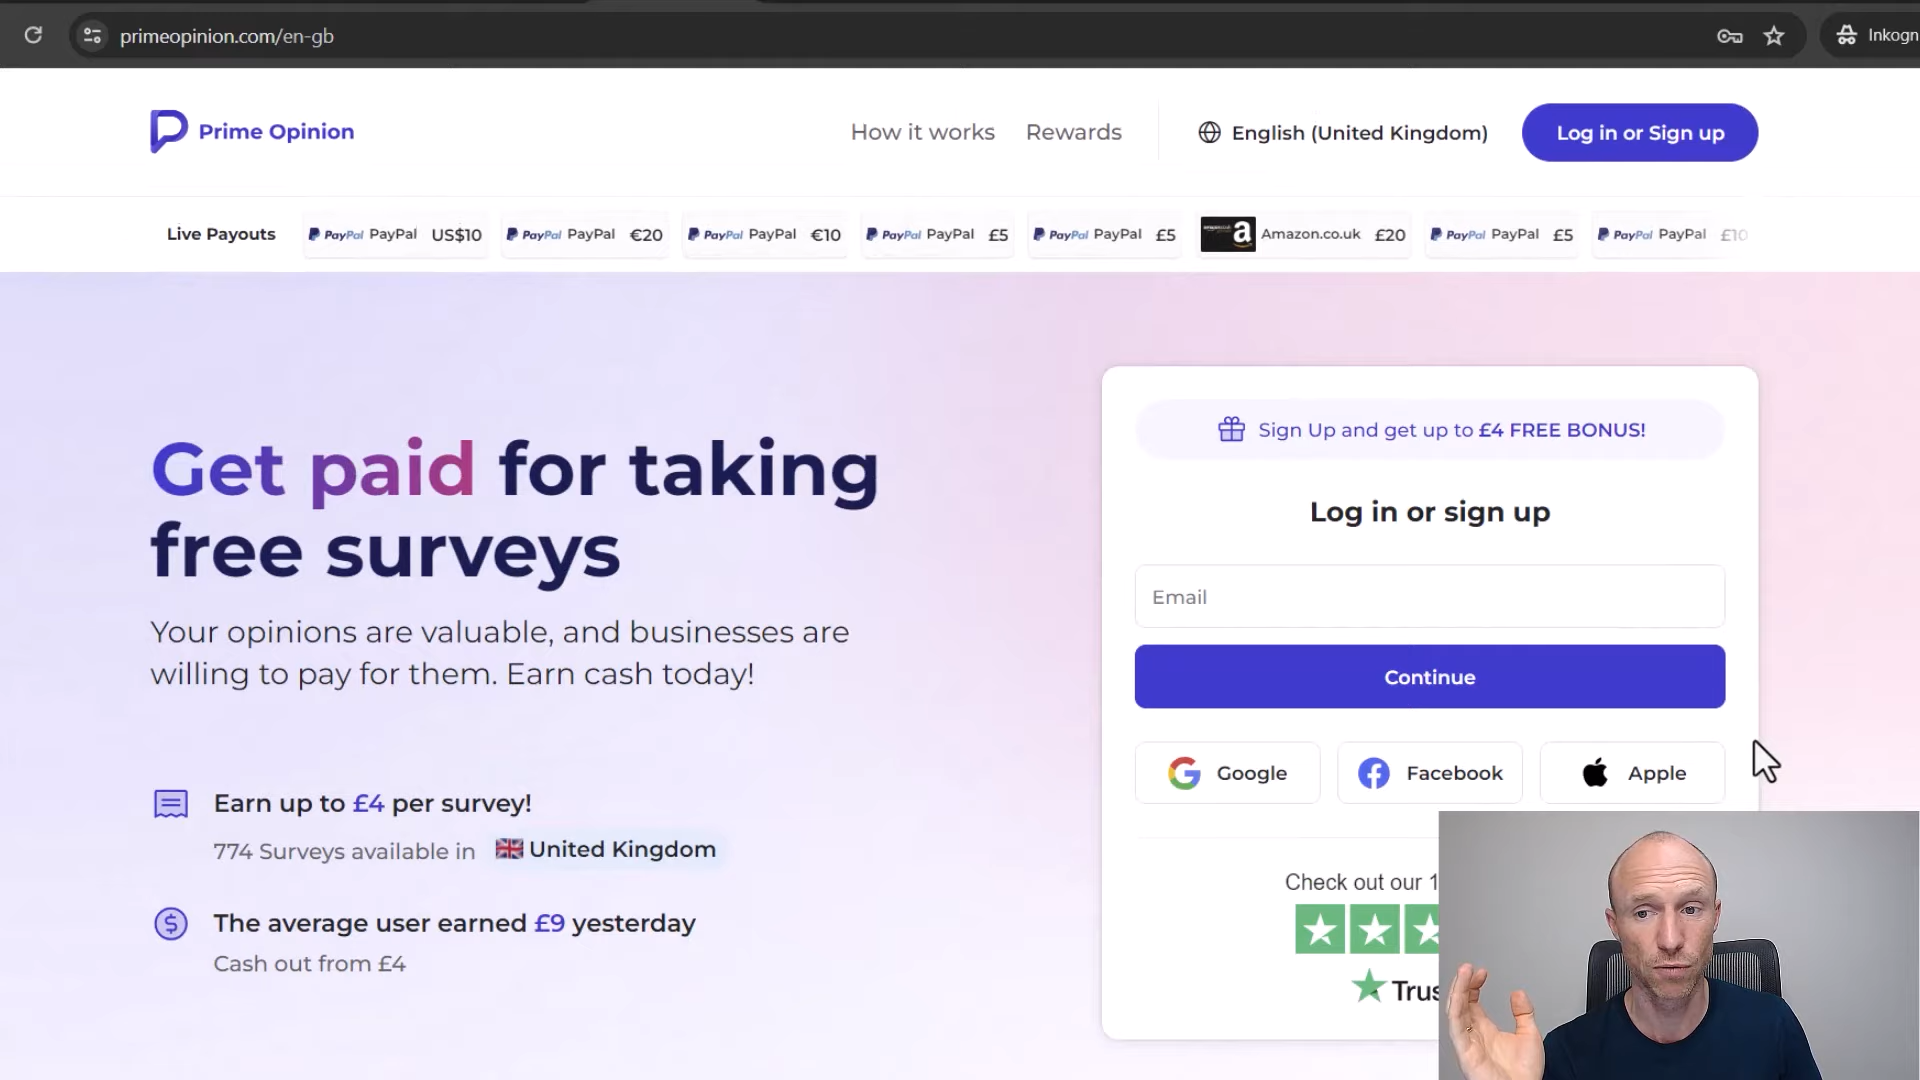 primeopinion.com/en-gb
Inkogn
Prime Opinion
How it works
Rewards
English (United Kingdom)
Log in or Sign up
Live Payouts
PayPal PayPal US$10
PayPal PayPal €20
PayPal PayPal €10
PayPal PayPal £5
PayPal PayPal £5
a Amazon.co.uk £20
PayPal PayPal £5
PayPal PayPal £10
Get paid for taking
free surveys
Your opinions are valuable, and businesses are
willing to pay for them. Earn cash today!
Earn up to £4 per survey!
774 Surveys available in United Kingdom
The average user earned £9 yesterday
Cash out from £4
Sign Up and get up to £4 FREE BONUS!
Log in or sign up
Email
Continue
Google
Facebook
Apple
Check out our 1
Trus